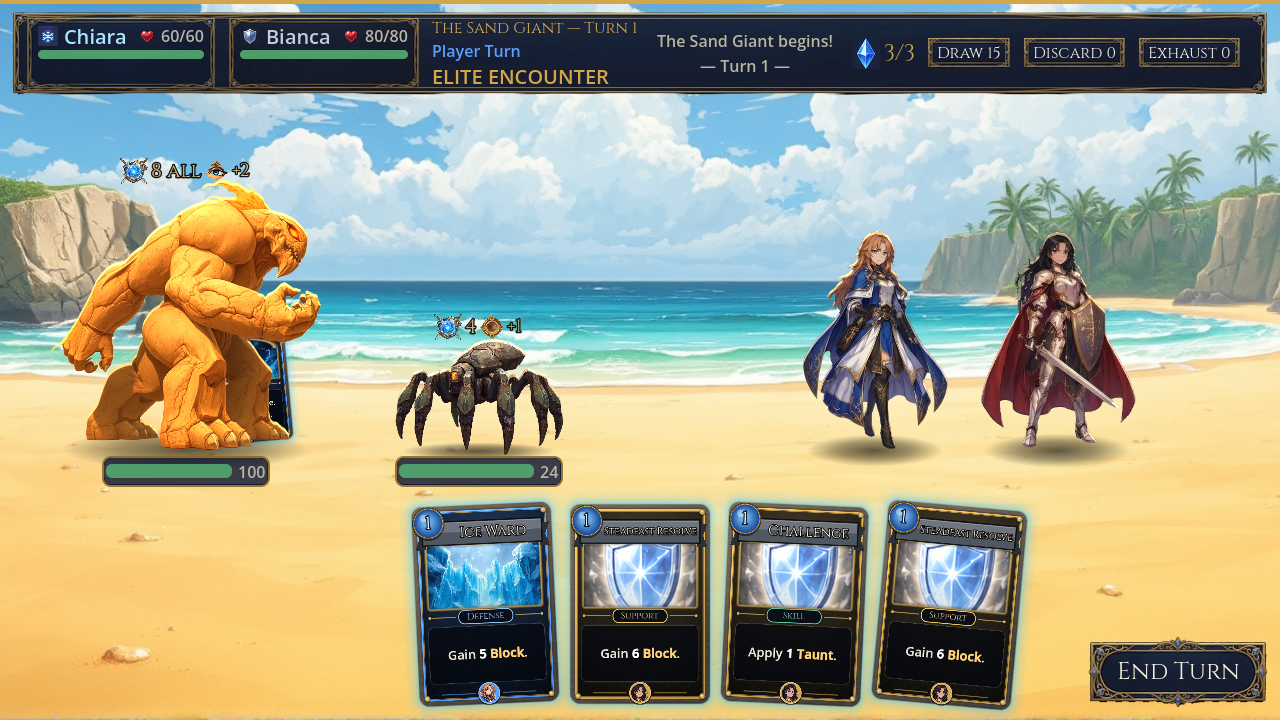 Chiara 60/60
Bianca 80/80
The Sand Giant — Turn 1
Player Turn
ELITE ENCOUNTER
The Sand Giant begins!
— Turn 1 —
3/3
Draw 15
Discard 0
Exhaust 0
8 ALL +2
4 +1
100
24
1
Ice Ward
Defense
Gain 5 Block.
1
Steadfast Resolve
Support
Gain 6 Block.
1
Challenge
Skill
Apply 1 Taunt.
1
Steadfast Resolve
Support
Gain 6 Block.
End Turn